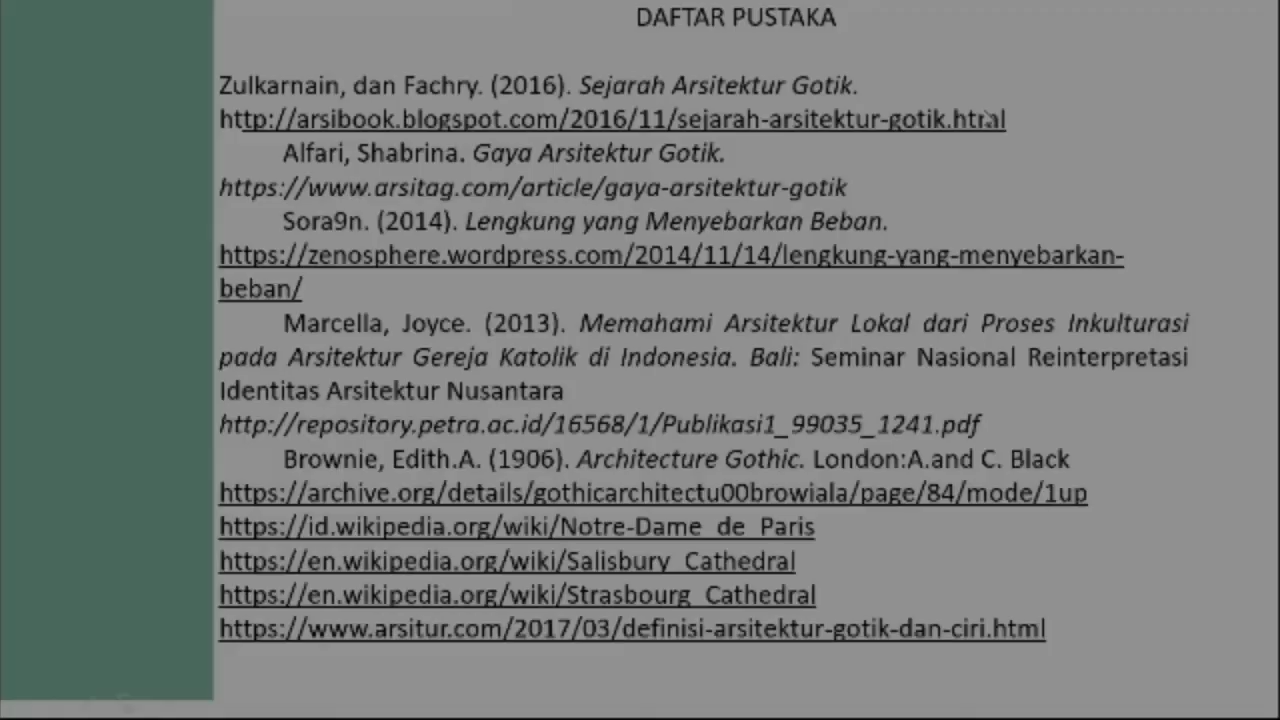 DAFTAR PUSTAKA
Zulkarnain, dan Fachry. (2016). Sejarah Arsitektur Gotik.
http://arsibook.blogspot.com/2016/11/sejarah-arsitektur-gotik.html
Alfari, Shabrina. Gaya Arsitektur Gotik.
https://www.arsitag.com/article/gaya-arsitektur-gotik
Sora9n. (2014). Lengkung yang Menyebarkan Beban.
https://zenosphere.wordpress.com/2014/11/14/lengkung-yang-menyebarkan-
beban/
Marcella, Joyce. (2013). Memahami Arsitektur Lokal dari Proses Inkulturasi
pada Arsitektur Gereja Katolik di Indonesia. Bali: Seminar Nasional Reinterpretasi
Identitas Arsitektur Nusantara
http://repository.petra.ac.id/16568/1/Publikasi1_99035_1241.pdf
Brownie, Edith.A. (1906). Architecture Gothic. London:A.and C. Black
https://archive.org/details/gothicarchitectu00browiala/page/84/mode/1up
https://id.wikipedia.org/wiki/Notre-Dame_de_Paris
https://en.wikipedia.org/wiki/Salisbury_Cathedral
https://en.wikipedia.org/wiki/Strasbourg_Cathedral
https://www.arsitur.com/2017/03/definisi-arsitektur-gotik-dan-ciri.html